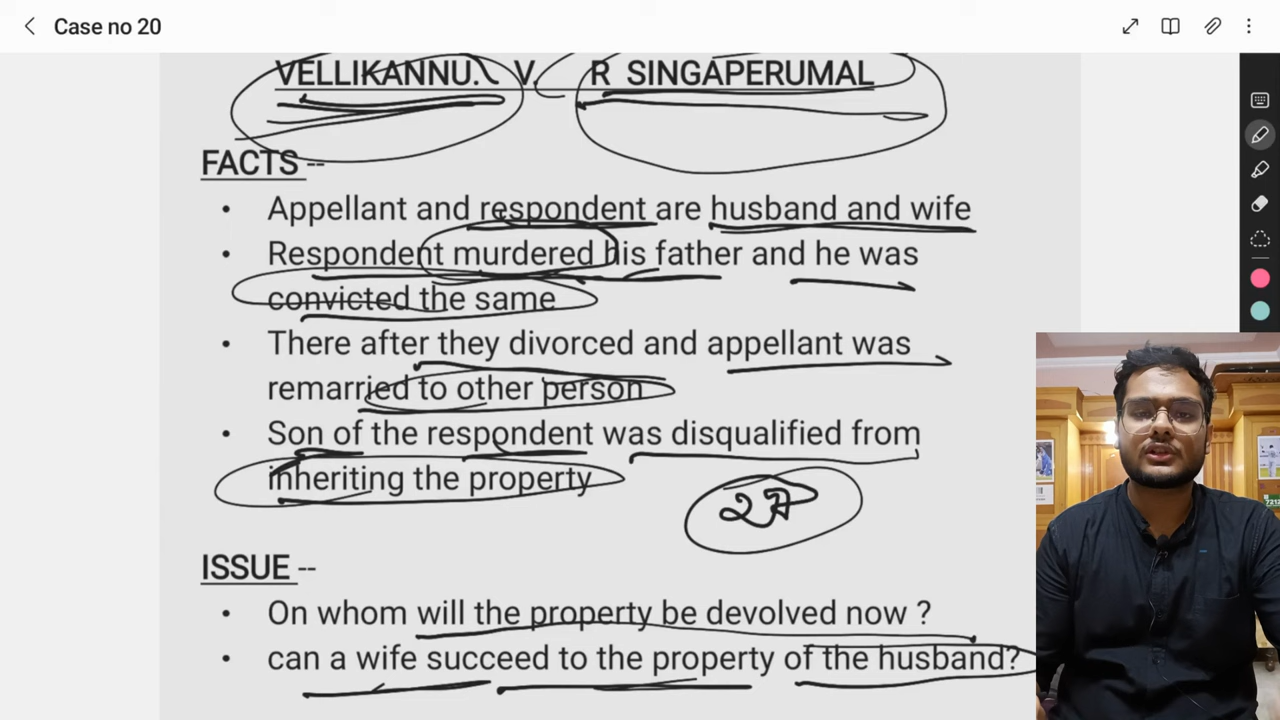 Case no 20
VELLIKANNU. V. R SINGAPERUMAL
FACTS --
• Appellant and respondent are husband and wife
• Respondent murdered his father and he was
convicted the same
• There after they divorced and appellant was
remarried to other person
• Son of the respondent was disqualified from
inheriting the property
27
ISSUE --
• On whom will the property be devolved now ?
• can a wife succeed to the property of the husband?
7212